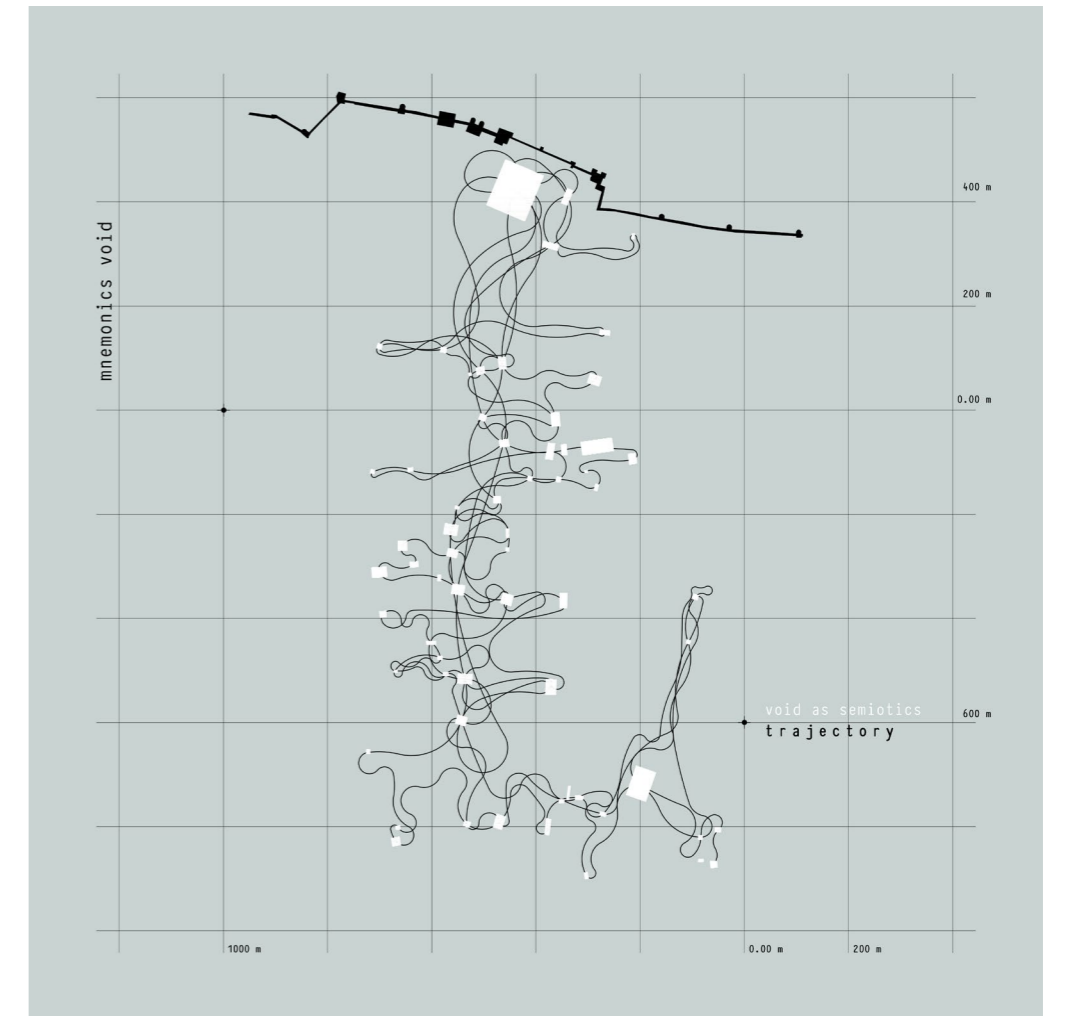 mnemonics void
400 m
200 m
0.00 m
void as semiotics
600 m
trajectory
1000 m
0.00 m
200 m